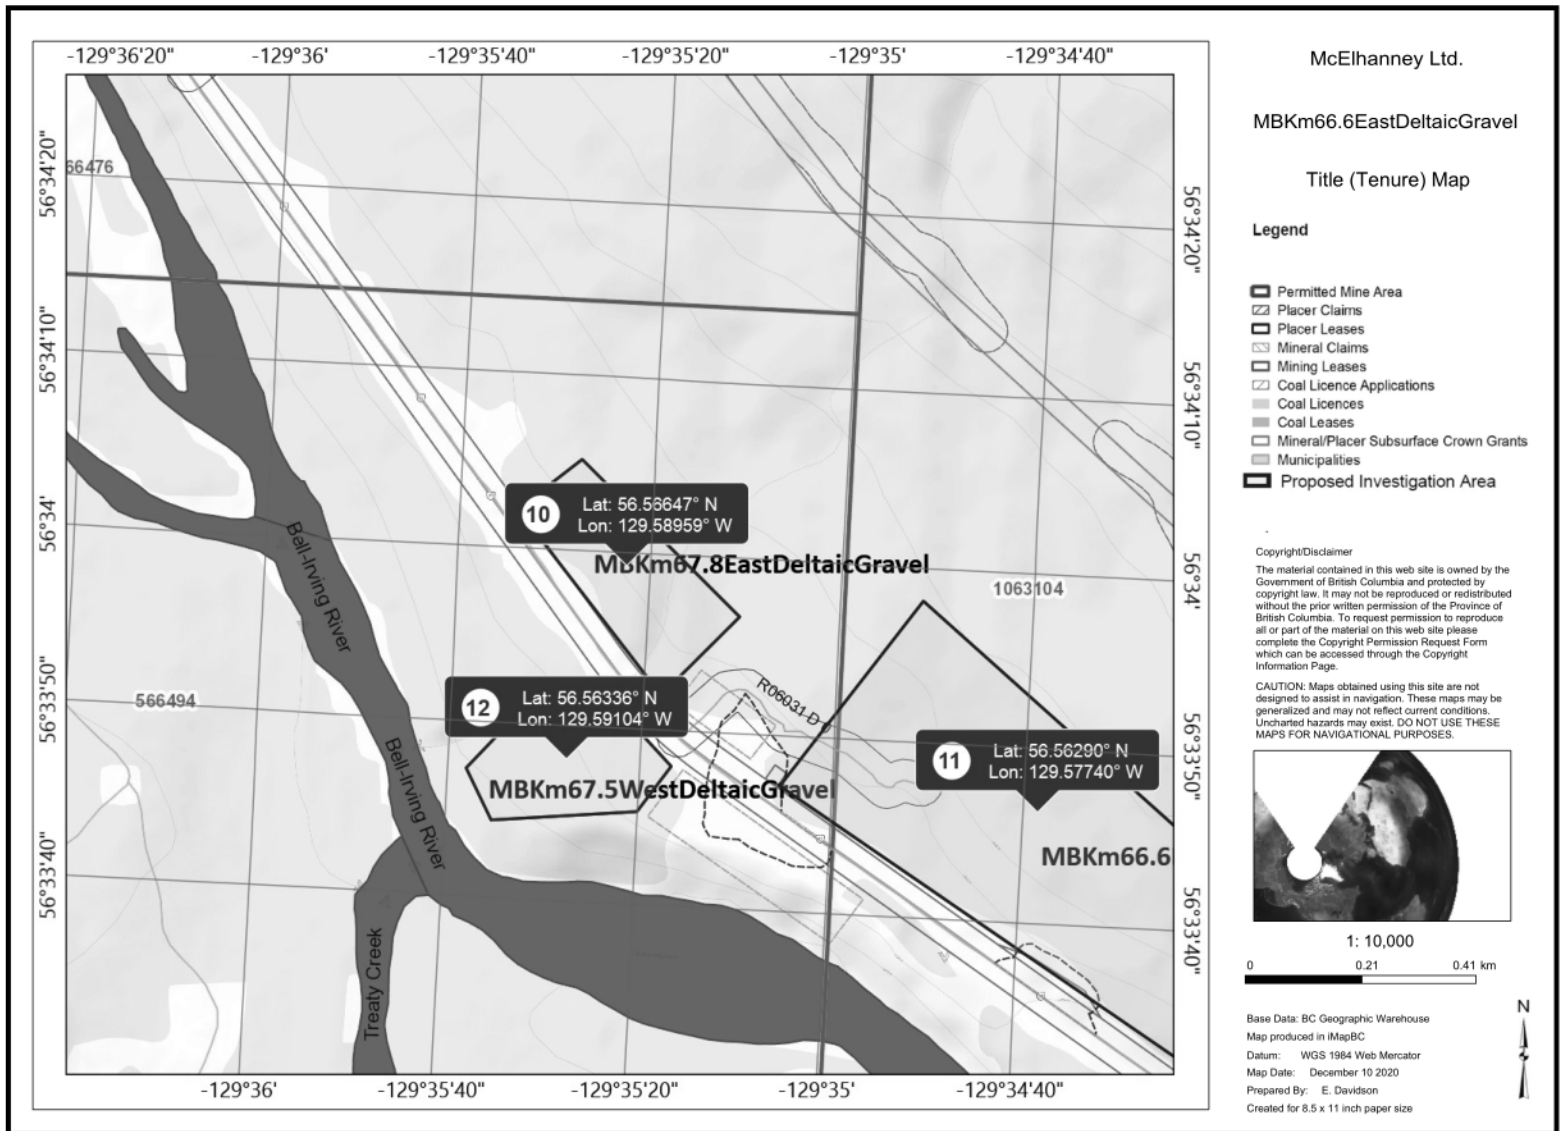 -129°36'20" -129°36' -129°35'40" -129°35'20" -129°35' -129°34'40"
56°34'20"
56°34'10"
56°34'
56°33'50"
56°33'40"
66476
10
Lat: 56.56647° N
Lon: 129.58959° W
MBKm67.8EastDeltaicGravel
1063104
Bell-Irving River
566494
12
Lat: 56.56336° N
Lon: 129.59104° W
R06031 D
MBKm67.5WestDeltaicGravel
11
Lat: 56.56290° N
Lon: 129.57740° W
MBKm66.6
Bell-Irving River
Treaty Creek
56°34'20"
56°34'10"
56°34'
56°33'50"
56°33'40"
-129°36' -129°35'40" -129°35'20" -129°35' -129°34'40"
McElhanney Ltd.
MBKm66.6EastDeltaicGravel
Title (Tenure) Map
Legend
Permitted Mine Area
Placer Claims
Placer Leases
Mineral Claims
Mining Leases
Coal Licence Applications
Coal Licences
Coal Leases
Mineral/Placer Subsurface Crown Grants
Municipalities
Proposed Investigation Area
Copyright/Disclaimer
The material contained in this web site is owned by the
Government of British Columbia and protected by
copyright law. It may not be reproduced or redistributed
without the prior written permission of the Province of
British Columbia. To request permission to reproduce
all or part of the material on this web site please
complete the Copyright Permission Request Form
which can be accessed through the Copyright
Information Page.
CAUTION: Maps obtained using this site are not
designed to assist in navigation. These maps may be
generalized and may not reflect current conditions.
Uncharted hazards may exist. DO NOT USE THESE
MAPS FOR NAVIGATIONAL PURPOSES.
1: 10,000
0 0.21 0.41 km
N
Base Data: BC Geographic Warehouse
Map produced in iMapBC
Datum: WGS 1984 Web Mercator
Map Date: December 10 2020
Prepared By: E. Davidson
Created for 8.5 x 11 inch paper size